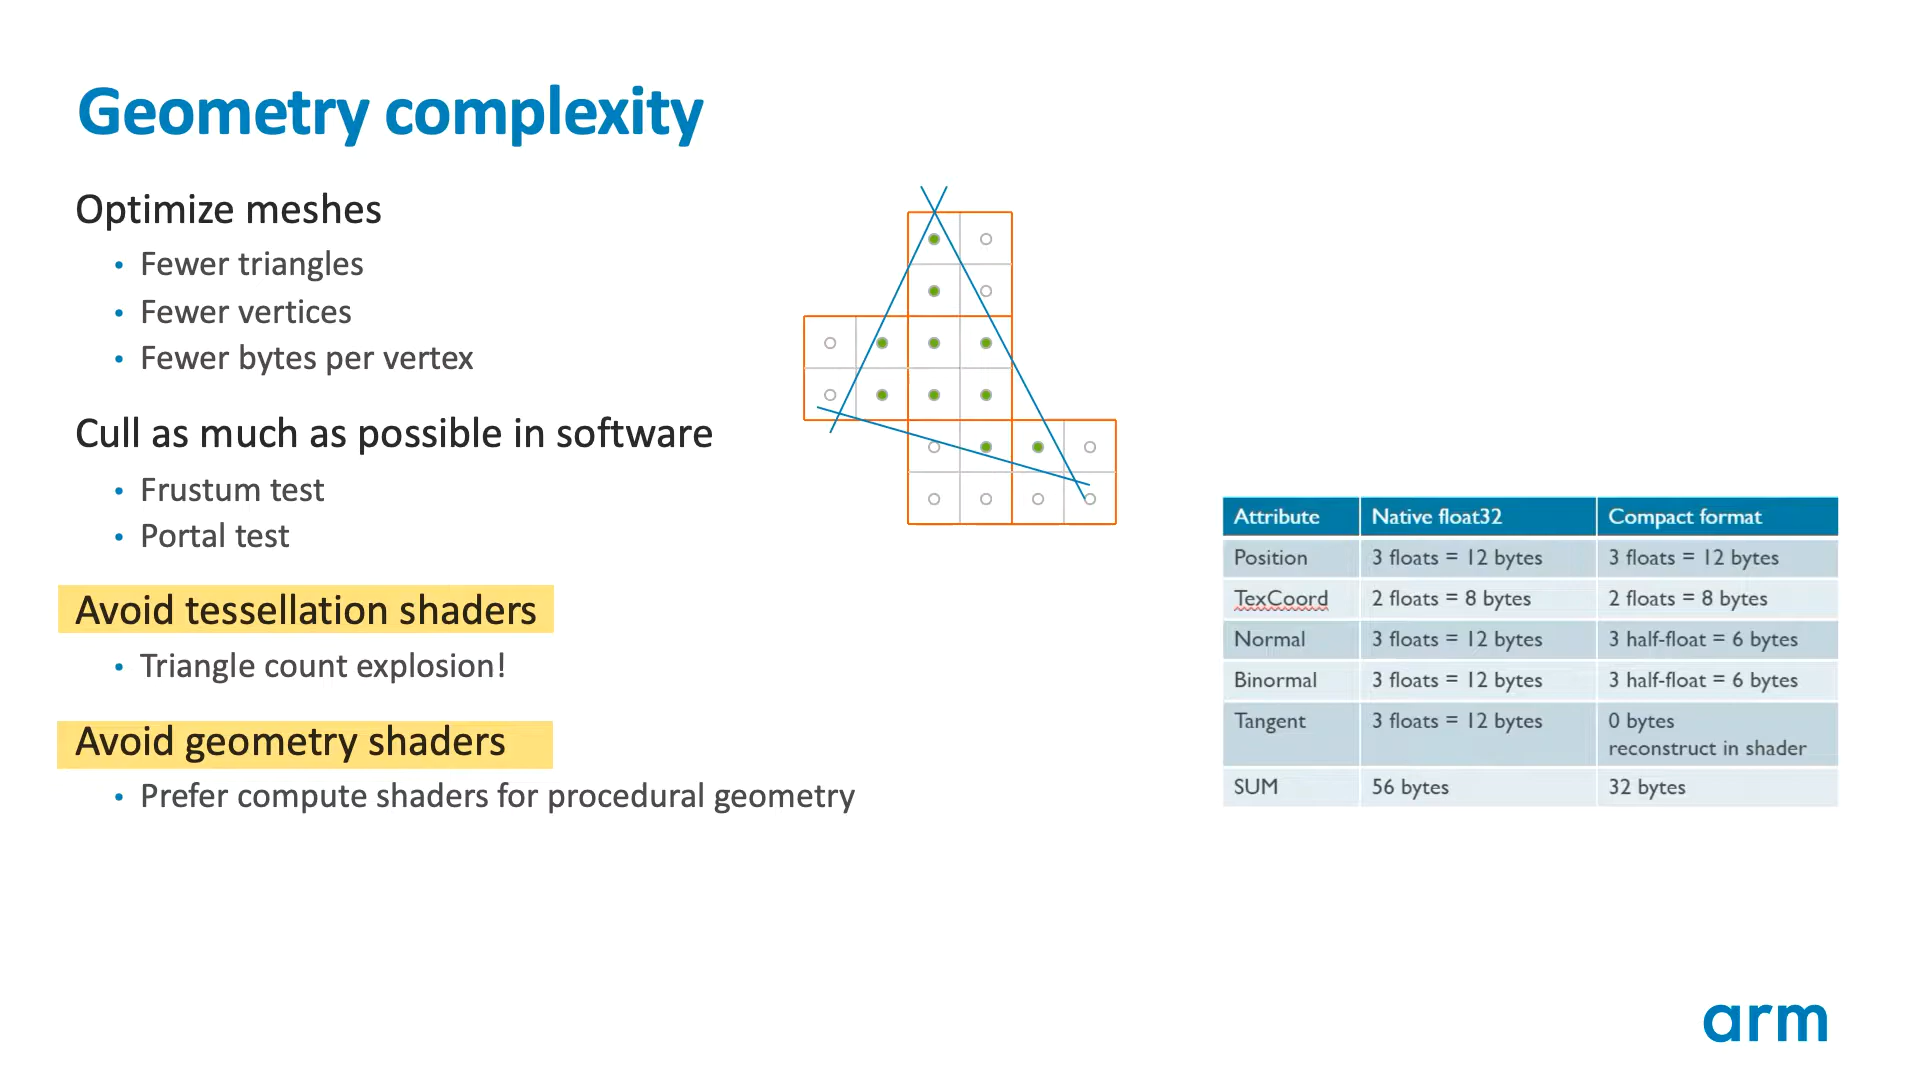 Geometry complexity
Optimize meshes
• Fewer triangles
• Fewer vertices
• Fewer bytes per vertex
Cull as much as possible in software
• Frustum test
• Portal test
Avoid tessellation shaders
• Triangle count explosion!
Avoid geometry shaders
• Prefer compute shaders for procedural geometry
Attribute Native float32 Compact format
Position 3 floats = 12 bytes 3 floats = 12 bytes
TexCoord 2 floats = 8 bytes 2 floats = 8 bytes
Normal 3 floats = 12 bytes 3 half-float = 6 bytes
Binormal 3 floats = 12 bytes 3 half-float = 6 bytes
Tangent 3 floats = 12 bytes 0 bytes
reconstruct in shader
SUM 56 bytes 32 bytes
arm